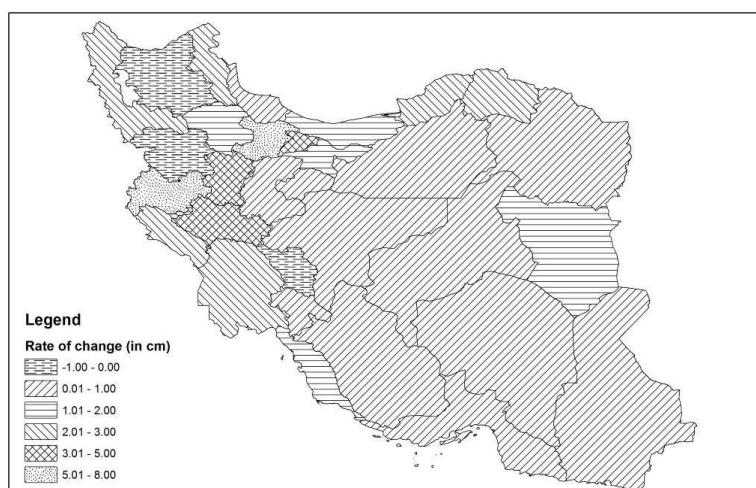 Legend
Rate of change (in cm)
-1.00 - 0.00
0.01 - 1.00
1.01 - 2.00
2.01 - 3.00
3.01 - 5.00
5.01 - 8.00